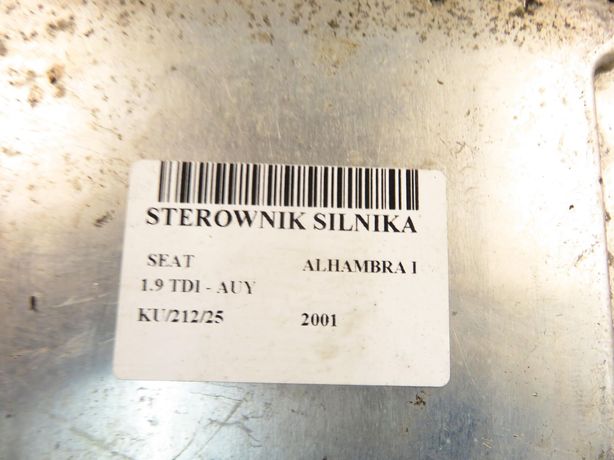 STEROWNIK SILNIKA
SEAT ALHAMBRA I
1.9 TDI - AUY
KU/212/25 2001